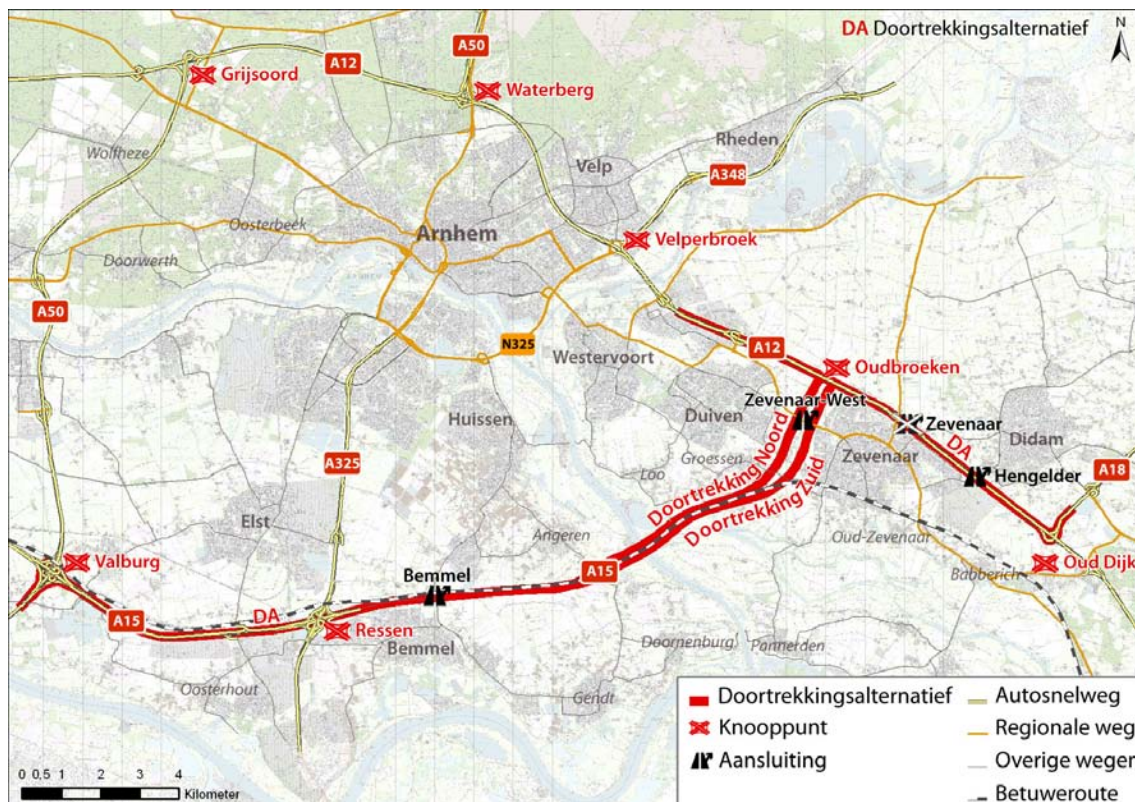 DA Doortrekkingsalternatief
N
A50
Grijsoord
A12
Waterberg
Rheden
Wolfheze
Velp
A348
Oosterbeek
Arnhem
Velperbroek
Doorwerth
A50
N325
A12
Westervoort
Oudbroeken
Zevenaar-West
Huissen
Duiven
Zevenaar
Didam
DA
Doortrekking Noord
Groessen
Zevenaar
A325
Loo
Hengelder
A18
Doortrekking Zuid
Elst
Angeren
Oud-Zevenaar
Valburg
Bemmel
A15
Babberich
Oud Dijk
DA
A15
Ressen
Bemmel
Doornenburg
Pannerden
Oosterhout
Gendt
Doortrekkingsalternatief
Knooppunt
Aansluiting
Autosnelweg
Regionale weg
Overige wegen
Betuweroute
0 0,5 1 2 3 4
Kilometer